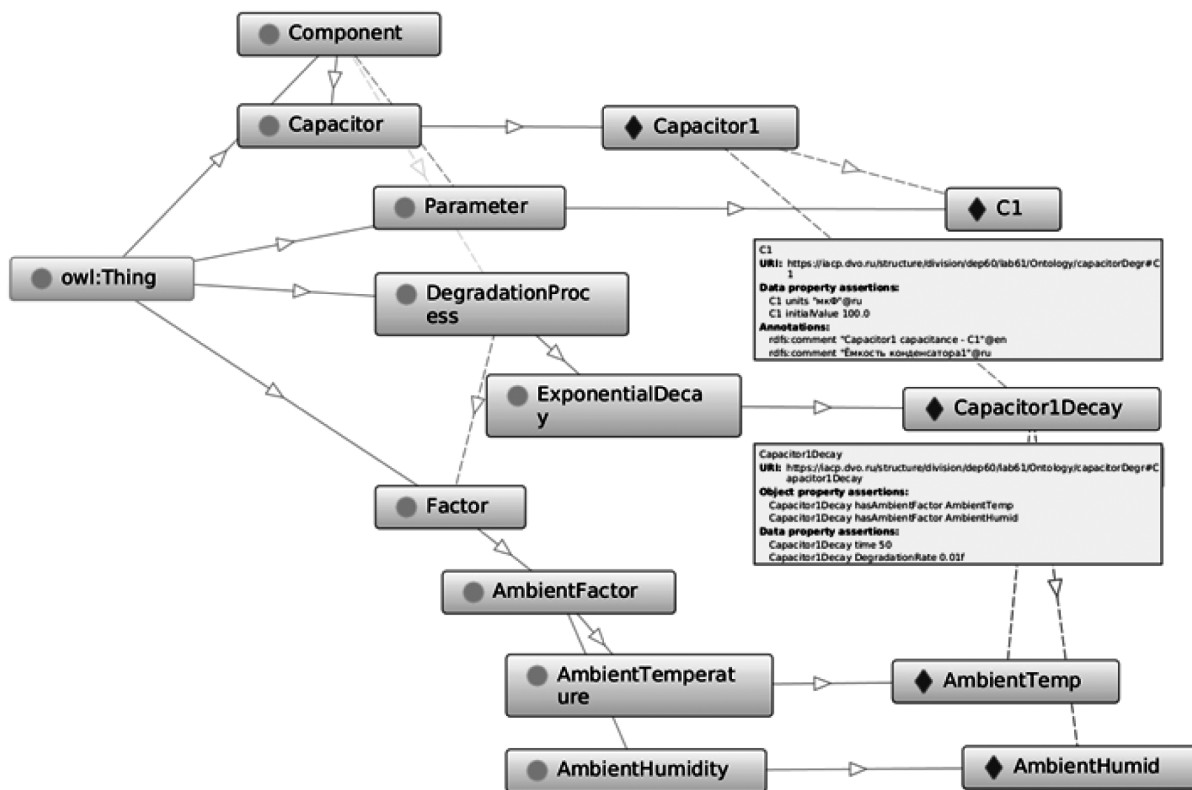 Component
Capacitor
Capacitor1
Parameter
C1
owl:Thing
C1
URI: https://iacp.dvo.ru/structure/division/dep60/lab61/Ontology/capacitorDegr#C
1
Data property assertions:
C1 units "мкФ"@ru
C1 initialValue 100.0
Annotations:
rdfs:comment "Capacitor1 capacitance - C1"@en
rdfs:comment "Ёмкость конденсатора1"@ru
DegradationProc
ess
ExponentialDeca
y
Capacitor1Decay
Capacitor1Decay
URI: https://iacp.dvo.ru/structure/division/dep60/lab61/Ontology/capacitorDegr#C
apacitor1Decay
Object property assertions:
Capacitor1Decay hasAmbientFactor AmbientTemp
Capacitor1Decay hasAmbientFactor AmbientHumid
Data property assertions:
Capacitor1Decay time 50
Capacitor1Decay DegradationRate 0.01f
Factor
AmbientFactor
AmbientTemperat
ure
AmbientTemp
AmbientHumidity
AmbientHumid